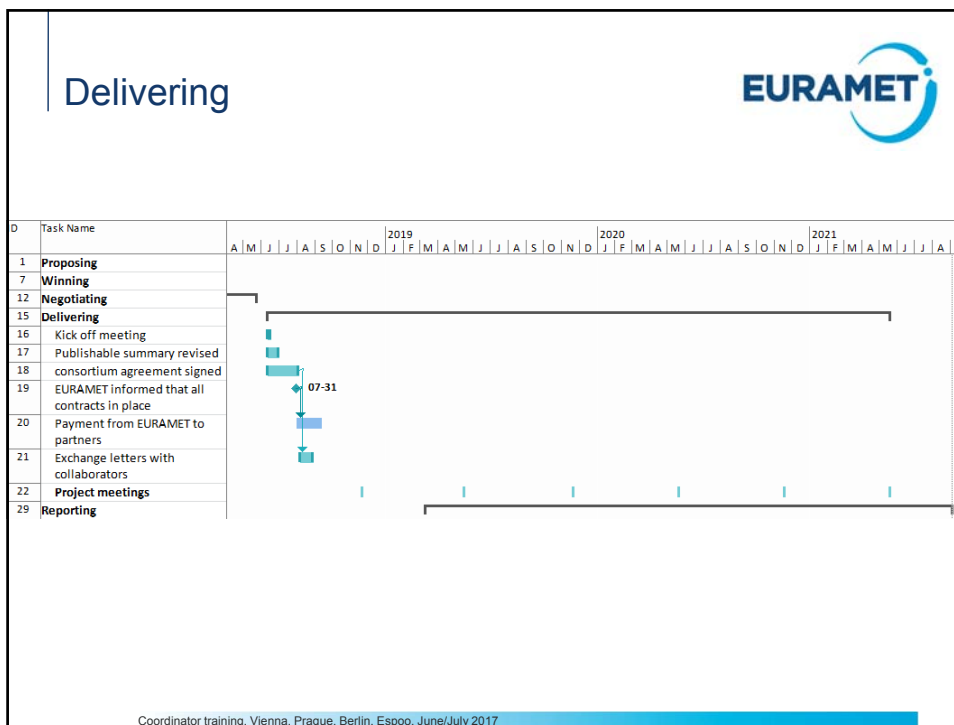 Delivering
EURAMET
D Task Name
2019 2020 2021
A M J J A S O N D J F M A M J J A S O N D J F M A M J J A S O N D J F M A M J J A
1 Proposing
7 Winning
12 Negotiating
15 Delivering
16 Kick off meeting
17 Publishable summary revised
18 consortium agreement signed
19 EURAMET informed that all 07-31
contracts in place
20 Payment from EURAMET to
partners
21 Exchange letters with
collaborators
22 Project meetings
29 Reporting
Coordinator training, Vienna, Prague, Berlin, Espoo, June/July 2017